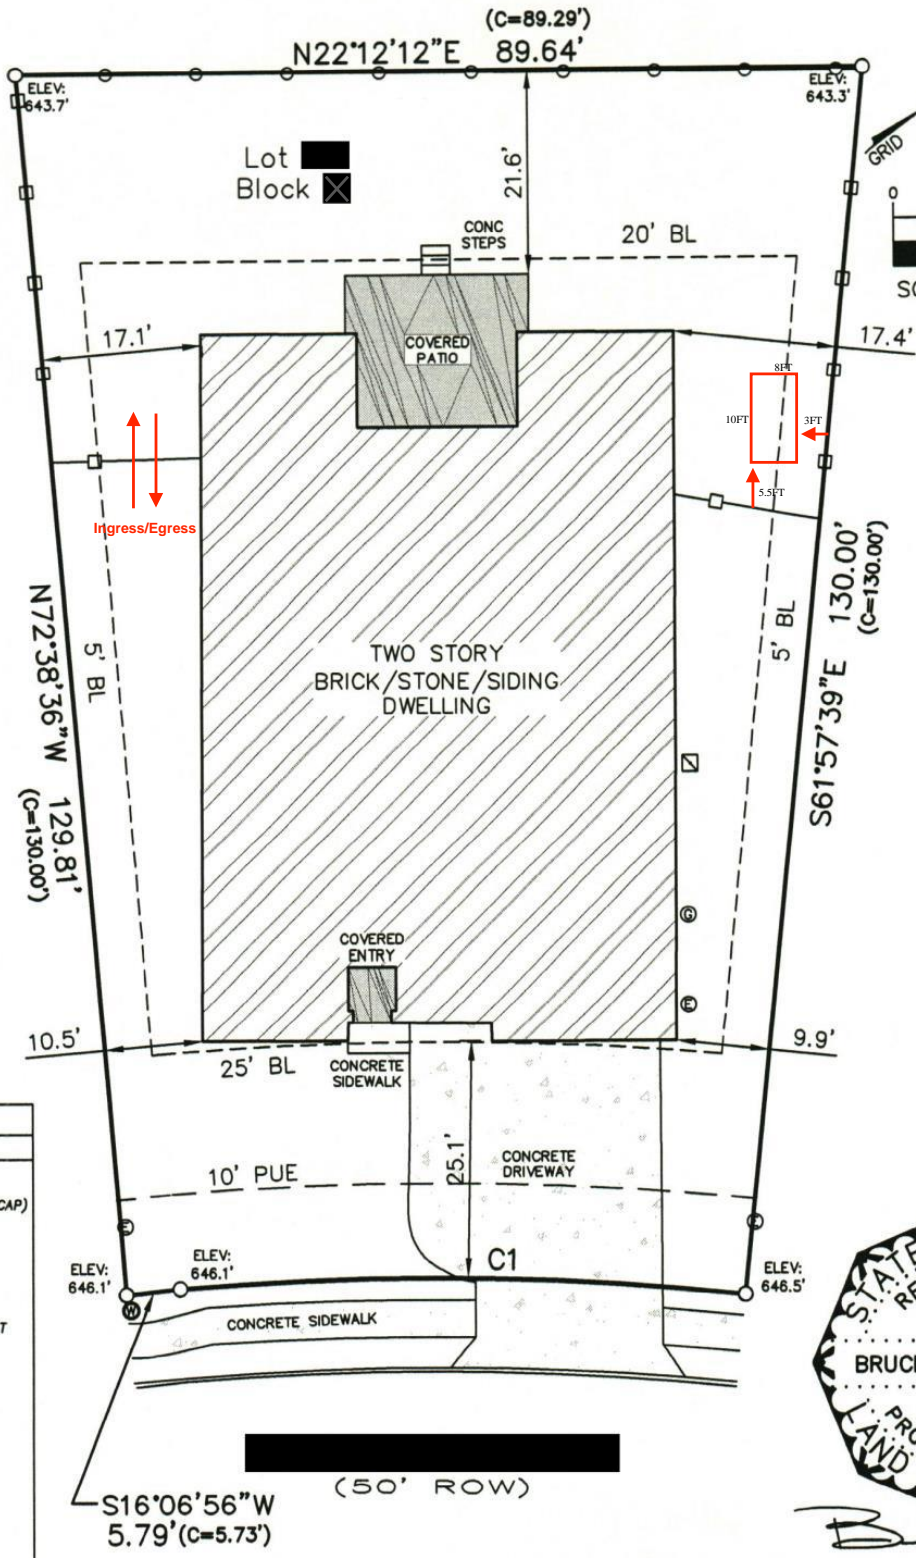 (C=89.29')
N22°12'12"E 89.64'
ELEV:
643.7'
ELEV:
643.3'
GRID
0
Lot
Block
21.6'
CONC
STEPS
20' BL
17.1'
17.4'
COVERED
PATIO
8FT
10FT
3FT
5.5FT
Ingress/Egress
N72°38'36"W 129.81'
(C=130.00')
5' BL
TWO STORY
BRICK/STONE/SIDING
DWELLING
5' BL
S61°57'39"E 130.00'
(C=130.00')
G
E
COVERED
ENTRY
10.5'
9.9'
25' BL
CONCRETE
SIDEWALK
25.1'
10' PUE
CONCRETE
DRIVEWAY
CAP)
E
ELEV:
646.1'
ELEV:
646.1'
C1
ELEV:
646.5'
W
CONCRETE SIDEWALK
T
STATE
BRUC
LAND
(50' ROW)
S16°06'56"W
5.79' (C=5.73')